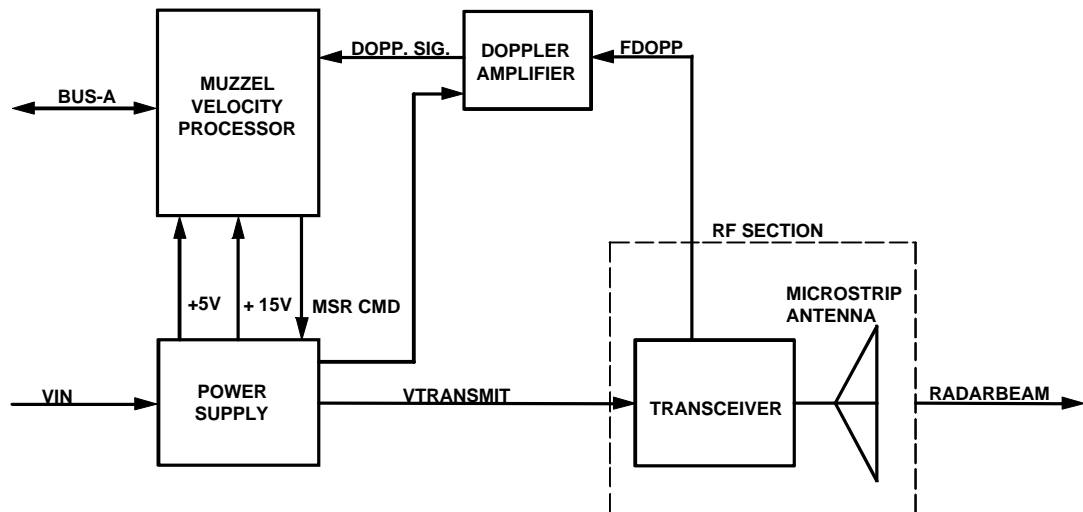 MUZZEL
VELOCITY
PROCESSOR
DOPP. SIG.
DOPPLER
AMPLIFIER
FDOPP
BUS-A
RF SECTION
+5V
+ 15V
MSR CMD
MICROSTRIP
ANTENNA
VIN
POWER
SUPPLY
VTRANSMIT
TRANSCEIVER
RADARBEAM